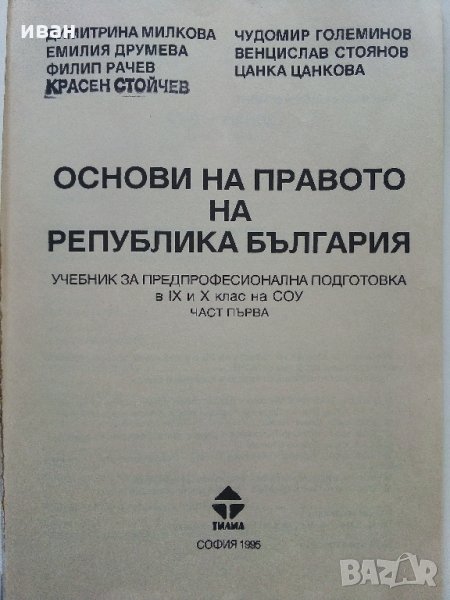 иван
ДИМИТРИНА МИЛКОВА
ЕМИЛИЯ ДРУМЕВА
ФИЛИП РАЧЕВ
КРАСЕН СТОЙЧЕВ
ЧУДОМИР ГОЛЕМИНОВ
ВЕНЦИСЛАВ СТОЯНОВ
ЦАНКА ЦАНКОВА
ОСНОВИ НА ПРАВОТО
НА
РЕПУБЛИКА БЪЛГАРИЯ
УЧЕБНИК ЗА ПРЕДПРОФЕСИОНАЛНА ПОДГОТОВКА
в IX и X клас на СОУ
ЧАСТ ПЪРВА
ТИЛИА
СОФИЯ 1995
BAZAR